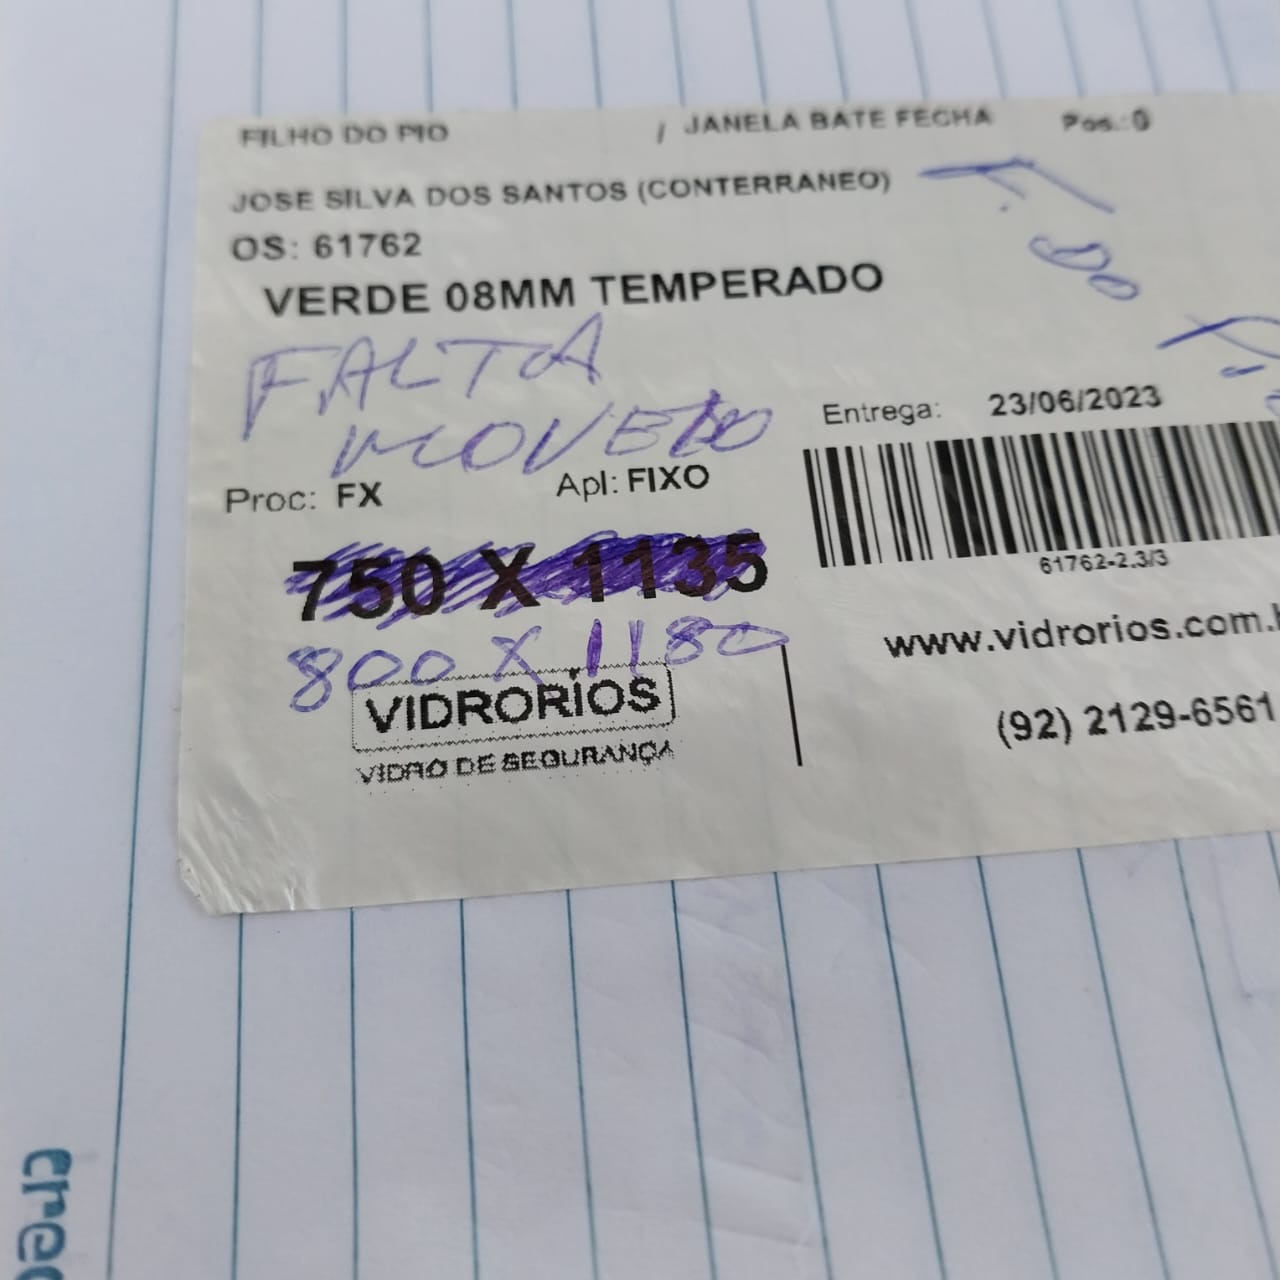 FILHO DO PIO / JANELA BATE FECHA Pos.: 0
JOSE SILVA DOS SANTOS (CONTERRANEO)
OS: 61762
VERDE 08MM TEMPERADO
FALTA
MOVEL
Entrega: 23/06/2023
Proc: FX Apl: FIXO
750 X 1135
61762-2.3/3
800 X 1180
www.vidrorios.com.b
VIDRORÍOS
(92) 2129-6561
VIDRO DE SEGURANÇA
cred